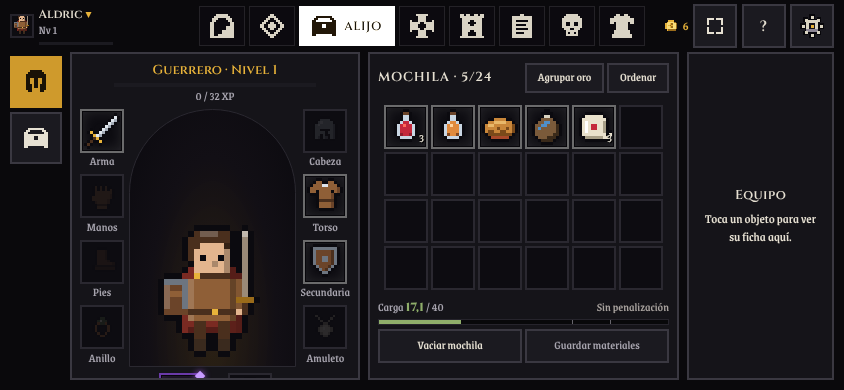 ALDRIC ▾
Nv 1
ALIJO
6
?
GUERRERO · NIVEL 1
0 / 32 XP
Arma
Cabeza
Manos
Torso
Pies
Secundaria
Anillo
Amuleto
MOCHILA · 5/24
Agrupar oro
Ordenar
3
3
Carga 17,1 / 40
Sin penalización
Vaciar mochila
Guardar materiales
EQUIPO
Toca un objeto para ver
su ficha aquí.